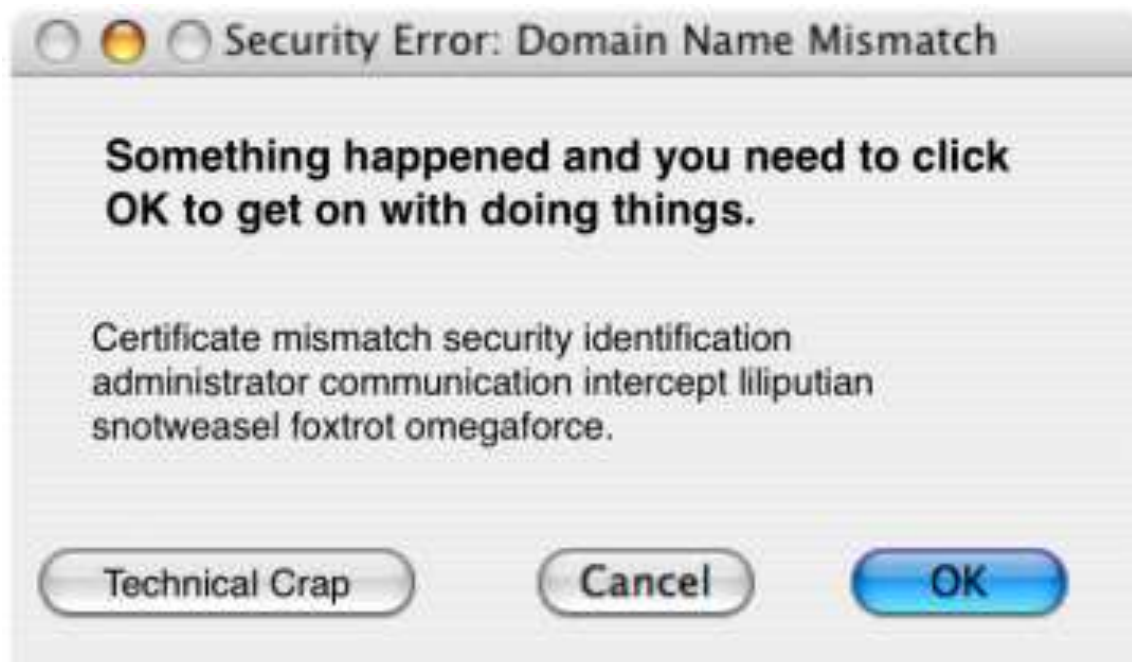 Security Error: Domain Name Mismatch
Something happened and you need to click
OK to get on with doing things.
Certificate mismatch security identification
administrator communication intercept liliputian
snotweasel foxtrot omegaforce.
Technical Crap Cancel OK